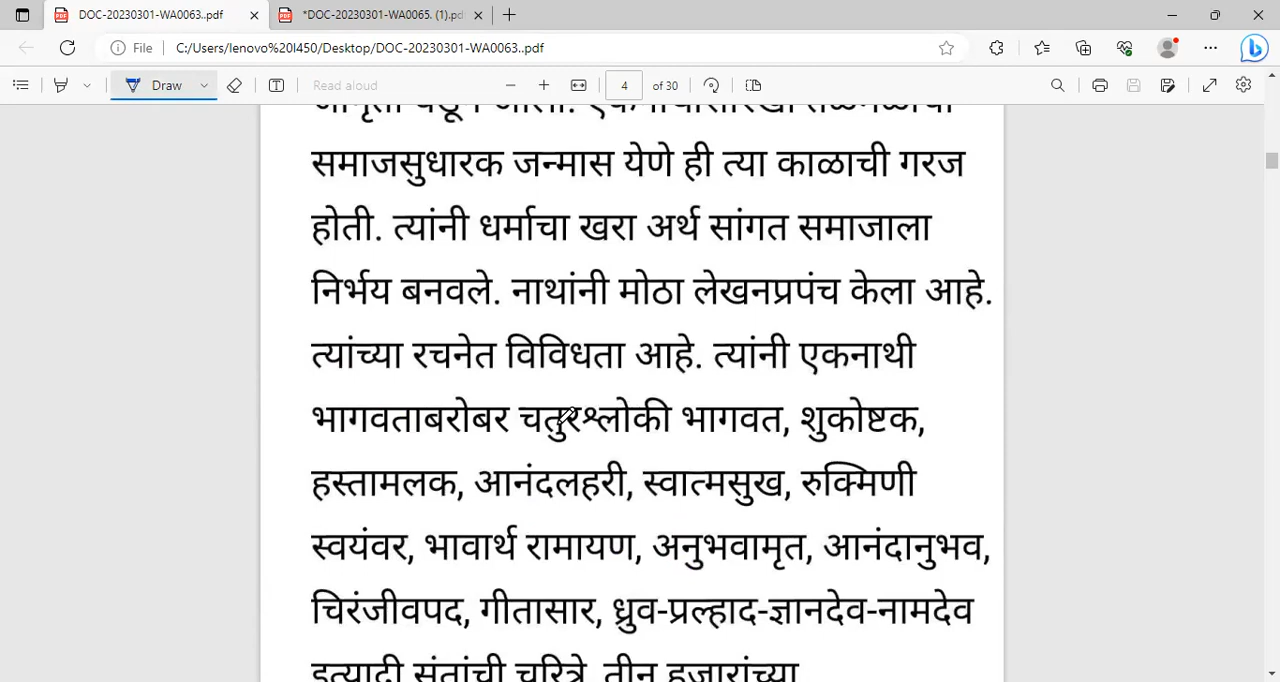 DOC-20230301-WA0063..pdf
*DOC-20230301-WA0065. (1).pd
File
C:/Users/lenovo%20l450/Desktop/DOC-20230301-WA0063..pdf
Draw
Read aloud
4
of 30
समाजसुधारक जन्मास येणे ही त्या काळाची गरज
होती. त्यांनी धर्माचा खरा अर्थ सांगत समाजाला
निर्भय बनवले. नाथांनी मोठा लेखनप्रपंच केला आहे.
त्यांच्या रचनेत विविधता आहे. त्यांनी एकनाथी
भागवताबरोबर चतुरश्लोकी भागवत, शुकोष्टक,
हस्तामलक, आनंदलहरी, स्वात्मसुख, रुक्मिणी
स्वयंवर, भावार्थ रामायण, अनुभवामृत, आनंदानुभव,
चिरंजीवपद, गीतासार, ध्रुव-प्रल्हाद-ज्ञानदेव-नामदेव
इत्यादी संतांची चरित्रे, तीन हजारांच्या